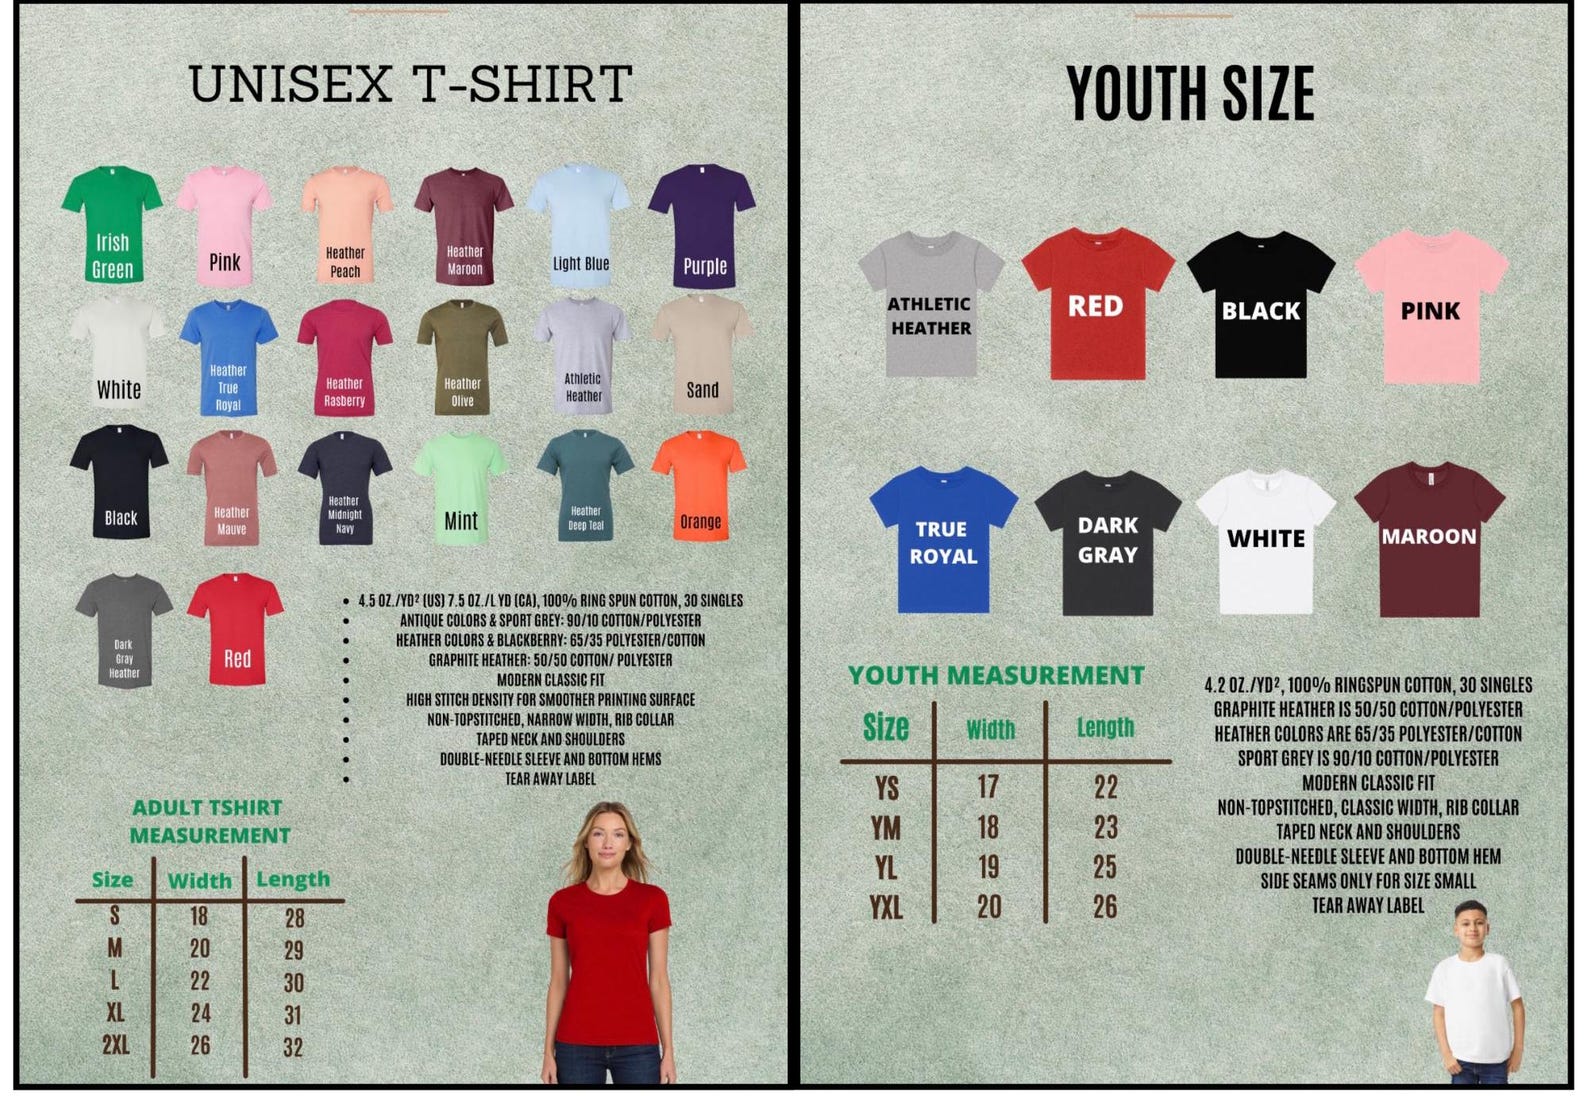 UNISEX T-SHIRT
Irish
Green
Pink
Heather
Peach
Heather
Maroon
Light Blue
Purple
White
Heather
True
Royal
Heather
Rasberry
Heather
Olive
Athletic
Heather
Sand
Black
Heather
Mauve
Heather
Midnight
Navy
Mint
Heather
Deep Teal
Orange
Dark
Gray
Heather
Red
• 4.5 OZ./YD² (US) 7.5 OZ./L YD (CA), 100% RING SPUN COTTON, 30 SINGLES
• ANTIQUE COLORS & SPORT GREY: 90/10 COTTON/POLYESTER
• HEATHER COLORS & BLACKBERRY: 65/35 POLYESTER/COTTON
• GRAPHITE HEATHER: 50/50 COTTON/ POLYESTER
• MODERN CLASSIC FIT
• HIGH STITCH DENSITY FOR SMOOTHER PRINTING SURFACE
• NON-TOPSTITCHED, NARROW WIDTH, RIB COLLAR
• TAPED NECK AND SHOULDERS
• DOUBLE-NEEDLE SLEEVE AND BOTTOM HEMS
• TEAR AWAY LABEL
ADULT TSHIRT
MEASUREMENT
Size Width Length
S 18 28
M 20 29
L 22 30
XL 24 31
2XL 26 32
YOUTH SIZE
ATHLETIC
HEATHER
RED
BLACK
PINK
TRUE
ROYAL
DARK
GRAY
WHITE
MAROON
YOUTH MEASUREMENT
Size Width Length
YS 17 22
YM 18 23
YL 19 25
YXL 20 26
4.2 OZ./YD², 100% RINGSPUN COTTON, 30 SINGLES
GRAPHITE HEATHER IS 50/50 COTTON/POLYESTER
HEATHER COLORS ARE 65/35 POLYESTER/COTTON
SPORT GREY IS 90/10 COTTON/POLYESTER
MODERN CLASSIC FIT
NON-TOPSTITCHED, CLASSIC WIDTH, RIB COLLAR
TAPED NECK AND SHOULDERS
DOUBLE-NEEDLE SLEEVE AND BOTTOM HEM
SIDE SEAMS ONLY FOR SIZE SMALL
TEAR AWAY LABEL